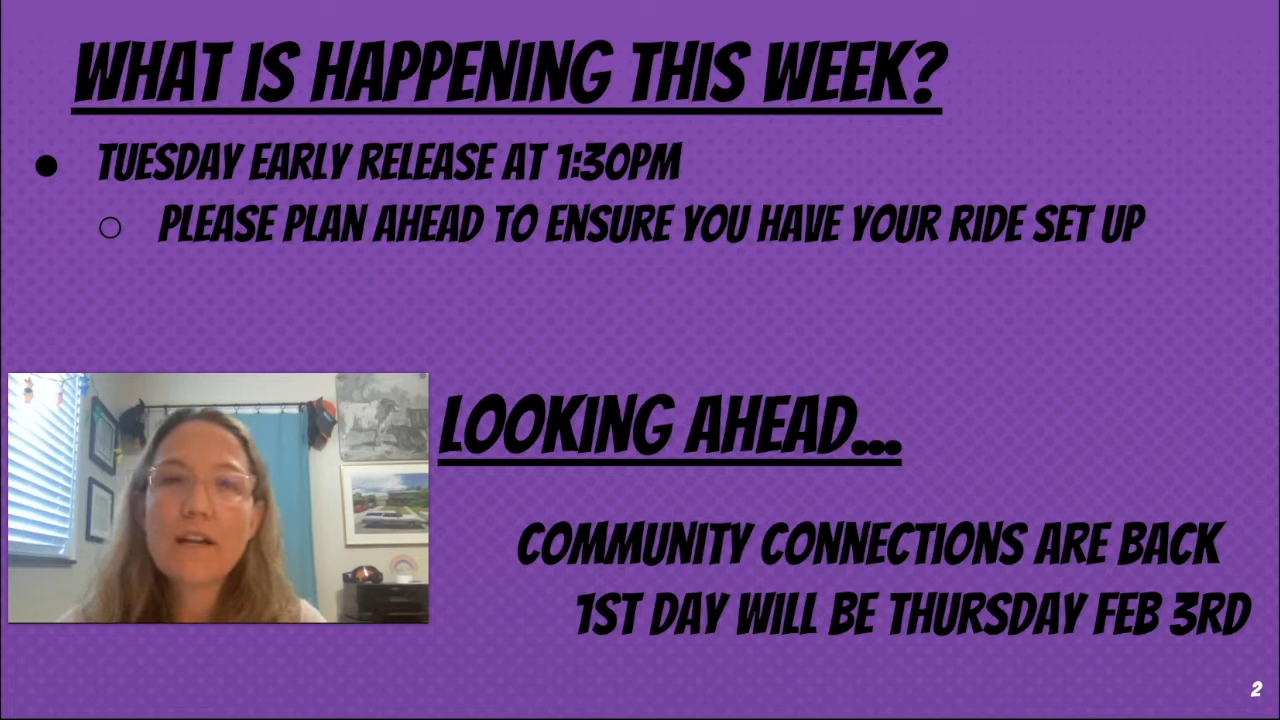 WHAT IS HAPPENING THIS WEEK?
TUESDAY EARLY RELEASE AT 1:30PM
PLEASE PLAN AHEAD TO ENSURE YOU HAVE YOUR RIDE SET UP
LOOKING AHEAD...
COMMUNITY CONNECTIONS ARE BACK
1ST DAY WILL BE THURSDAY FEB 3RD
2